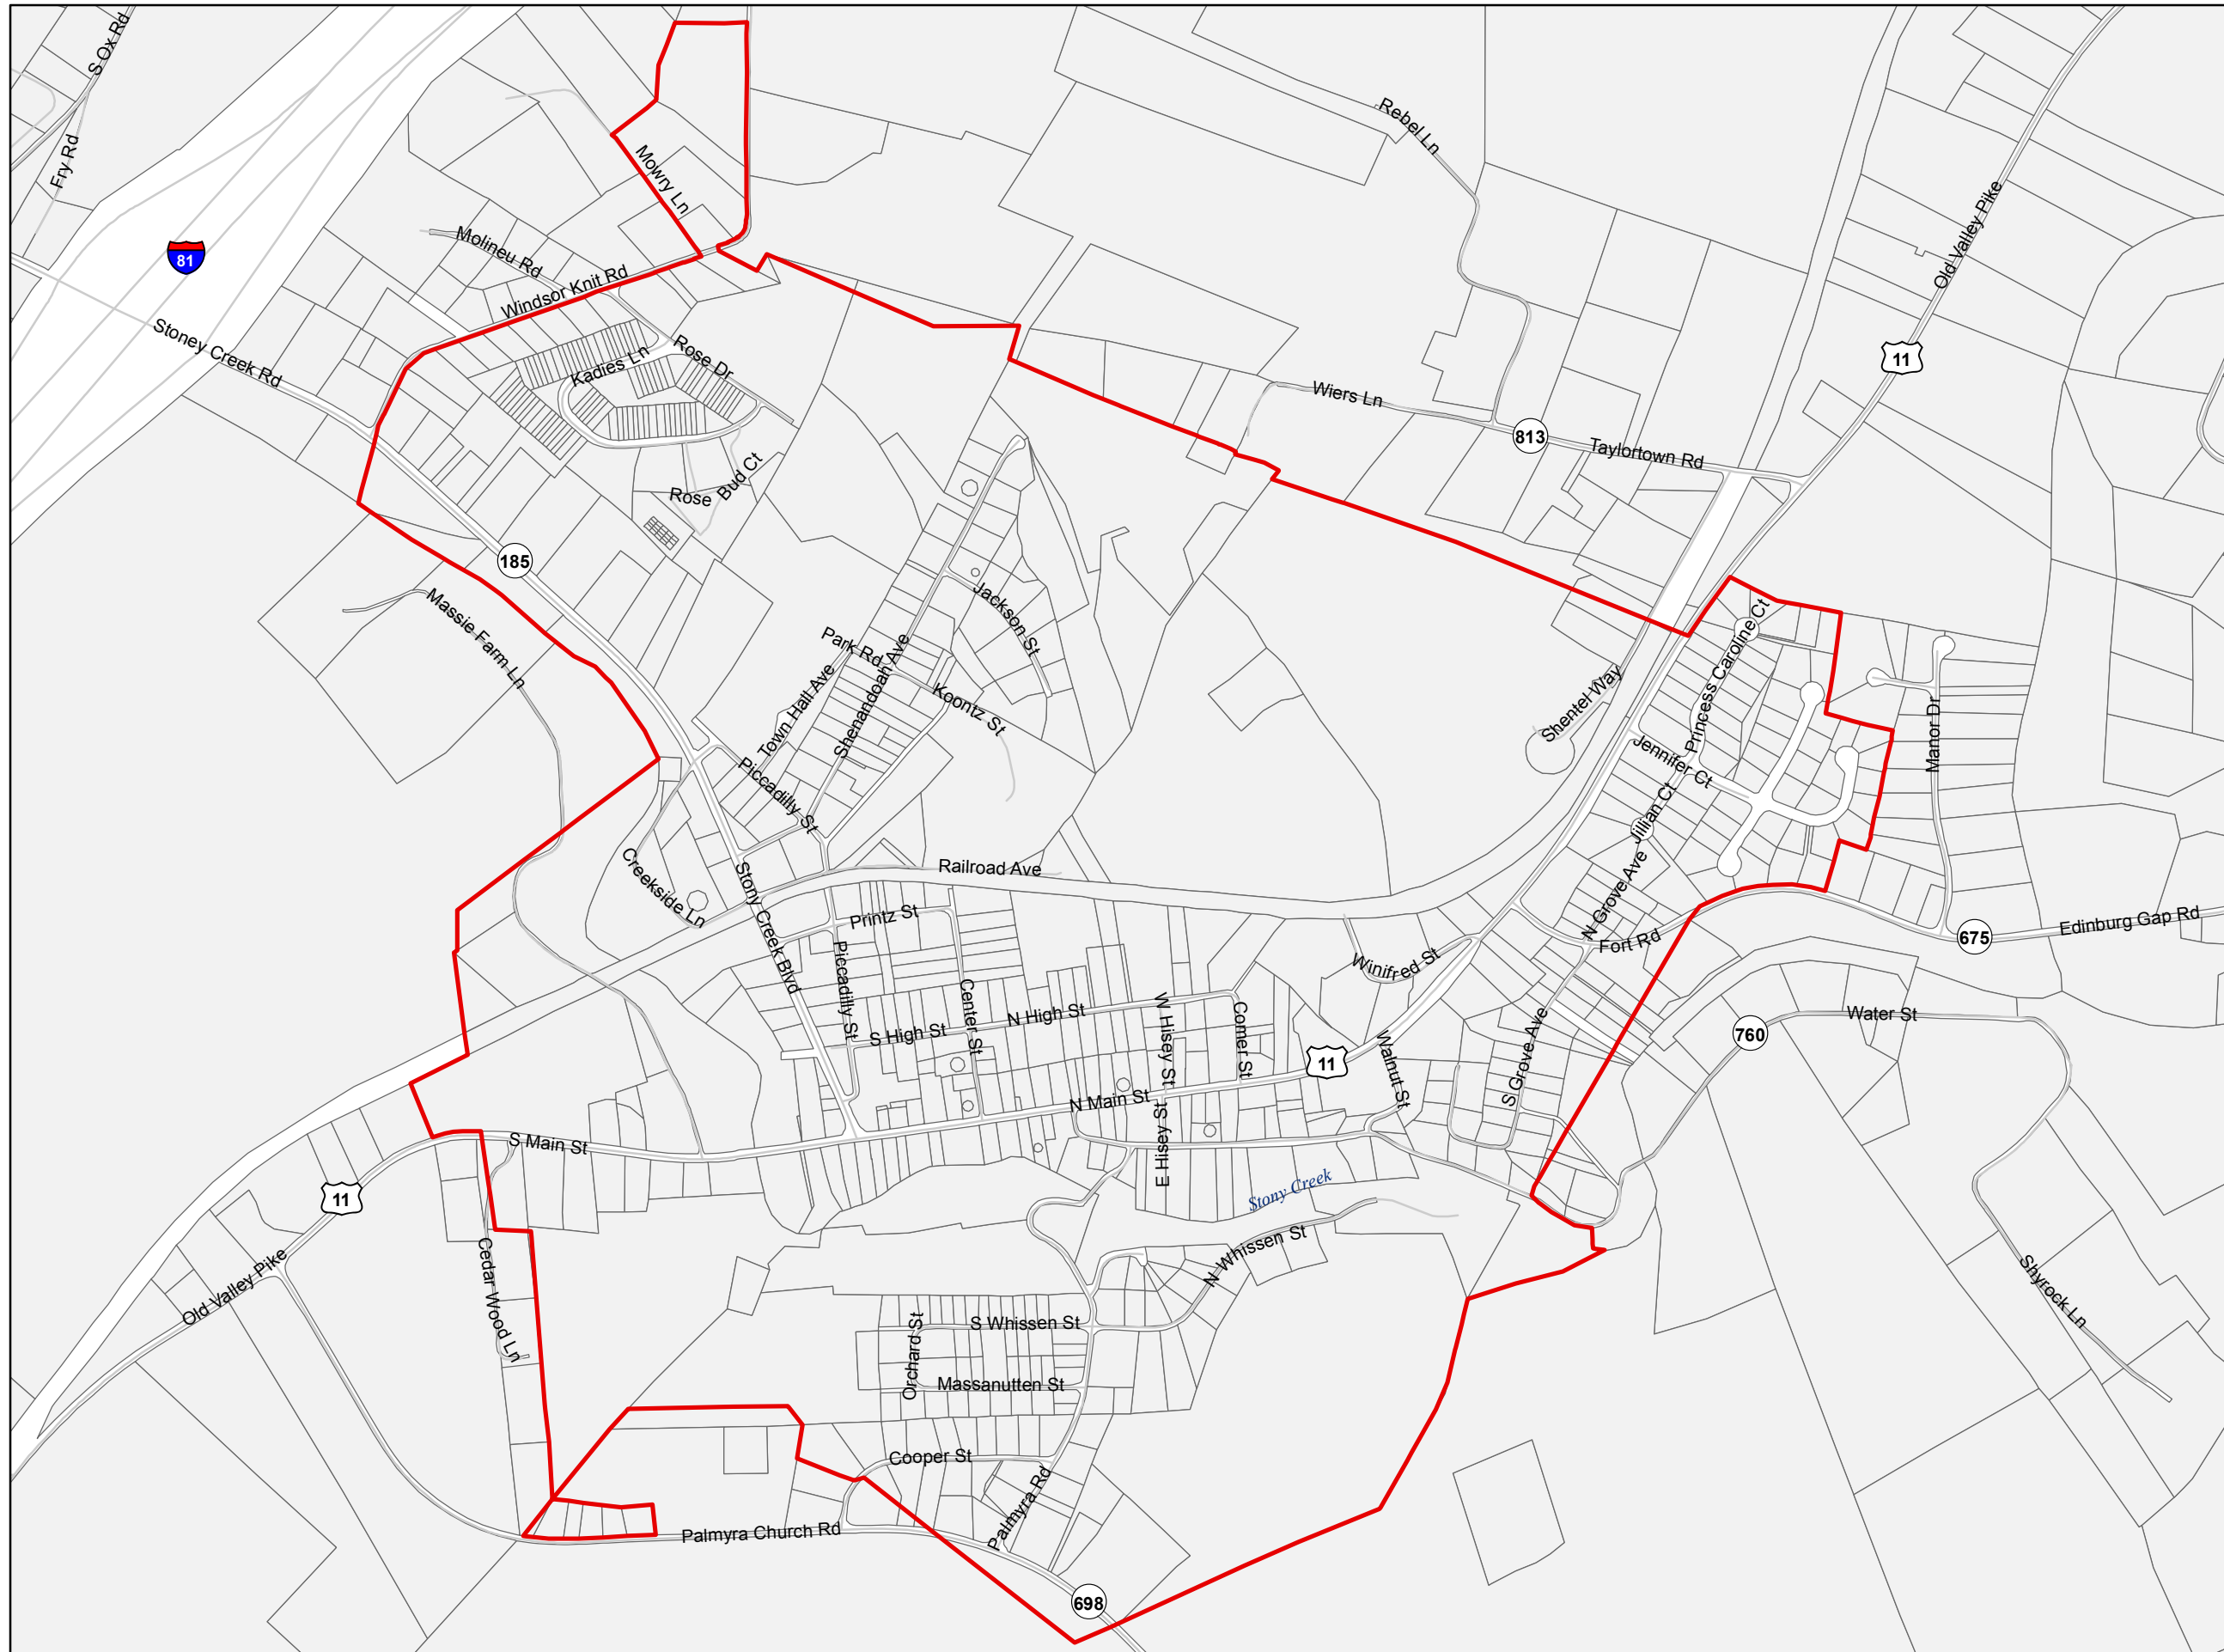 S Ox Rd
Fry Rd
81
Stoney Creek Rd
Mowry Ln
Molineu Rd
Windsor Knit Rd
Kadies Ln
Rose Dr
Rose Bud Ct
Rebel Ln
Old Valley Pike
11
Wiers Ln
813
Taylortown Rd
185
Massie Farm Ln
Jackson St
Park Rd
Town Hall Ave
Shenandoah Ave
Koontz St
Piccadilly St
Shentel Way
Princess Caroline Ct
Jennifer Ct
Jillian Ct
Manor Dr
Creekside Ln
Stony Creek Blvd
Railroad Ave
Printz St
Piccadilly St
Center St
S High St
N High St
W Hisey St
Comer St
Winifred St
N Grove Ave
Fort Rd
675
Edinburg Gap Rd
760
Water St
11
Walnut St
S Grove Ave
N Main St
E Hisey St
S Main St
11
Stony Creek
N Whissen St
Old Valley Pike
Cedar Wood Ln
Orchard St
S Whissen St
Massanutten St
Shyrock Ln
Cooper St
Palmyra Rd
Palmyra Church Rd
698